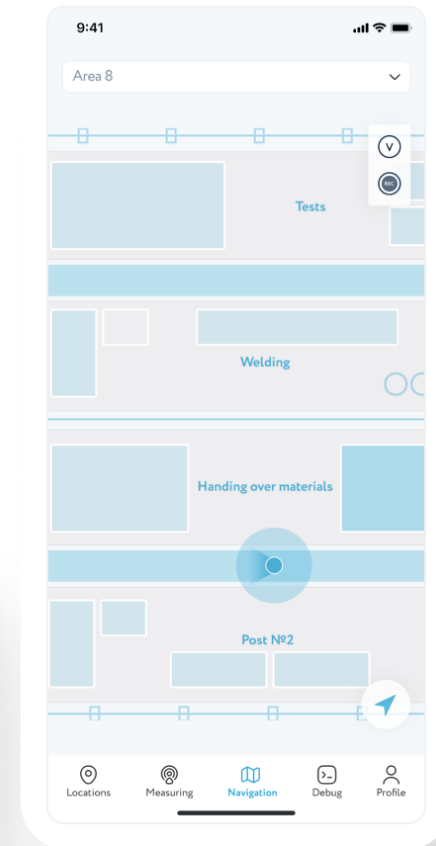 9:41
Area 8
V
REC
Tests
Welding
Handing over materials
Post №2
Locations
Measuring
Navigation
Debug
Profile